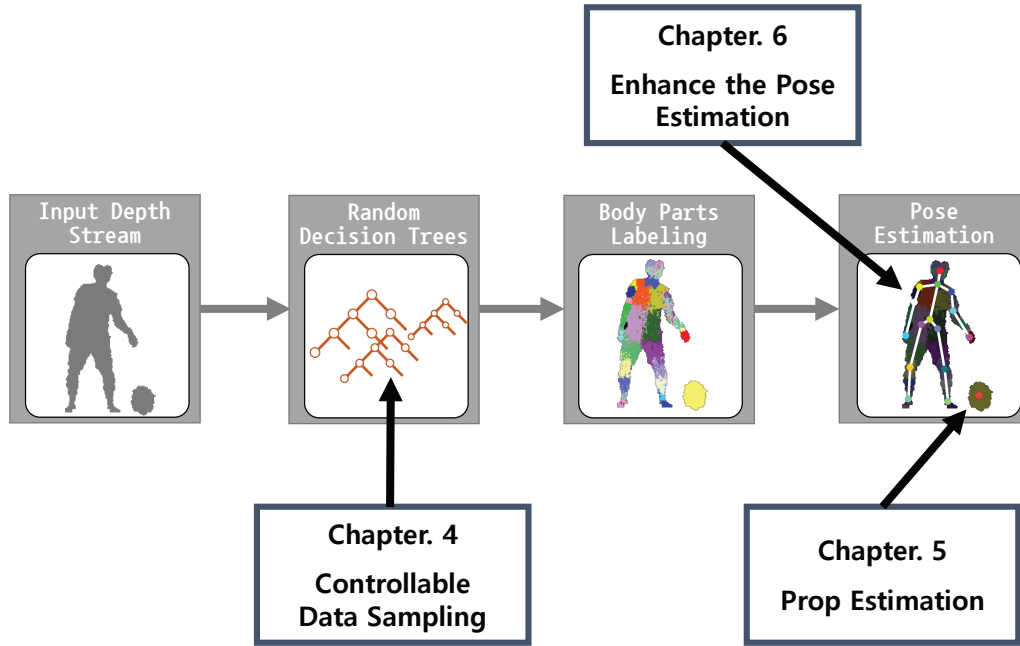 Chapter. 6
Enhance the Pose
Estimation
Input Depth
Stream
Random
Decision Trees
Body Parts
Labeling
Pose
Estimation
Chapter. 4
Controllable
Data Sampling
Chapter. 5
Prop Estimation